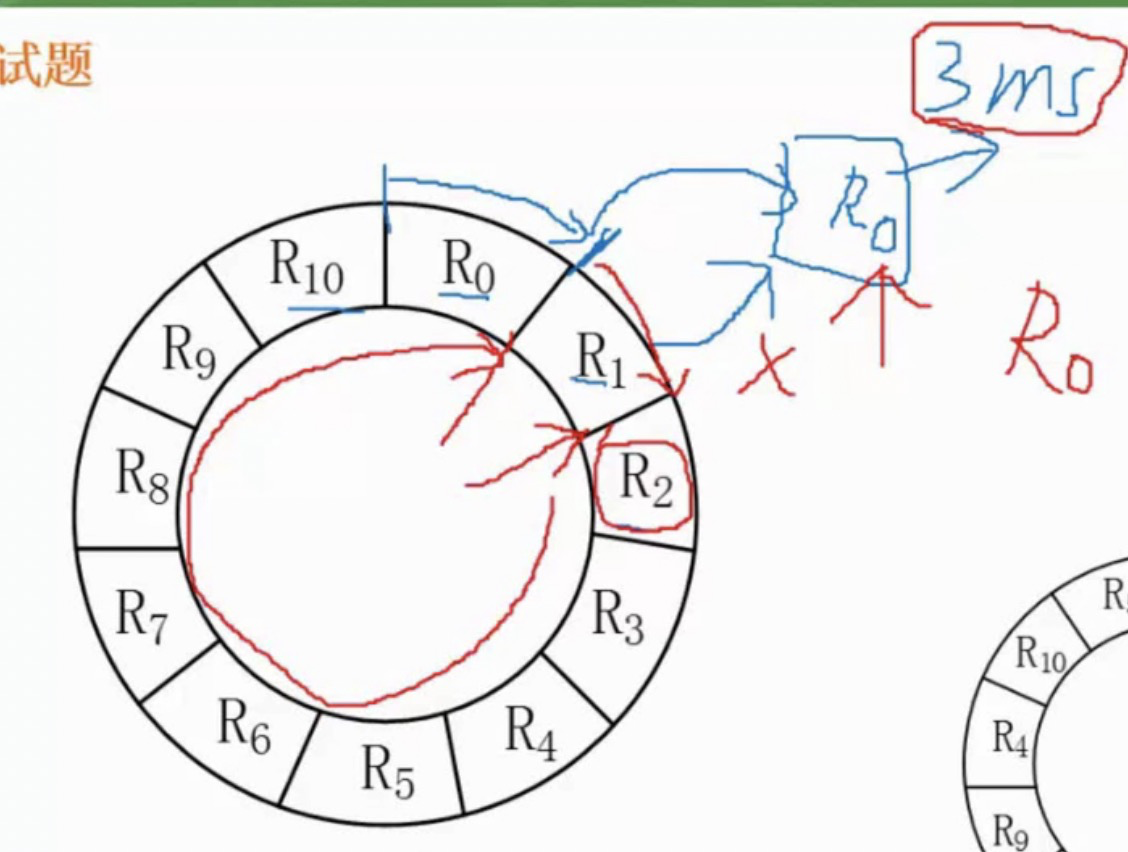 试题
3ms
R₀
R₀
X
R₁₀
R₀
R₁
R₂
R₃
R₄
R₅
R₆
R₇
R₈
R₉
R₁₀
R₄
R₉